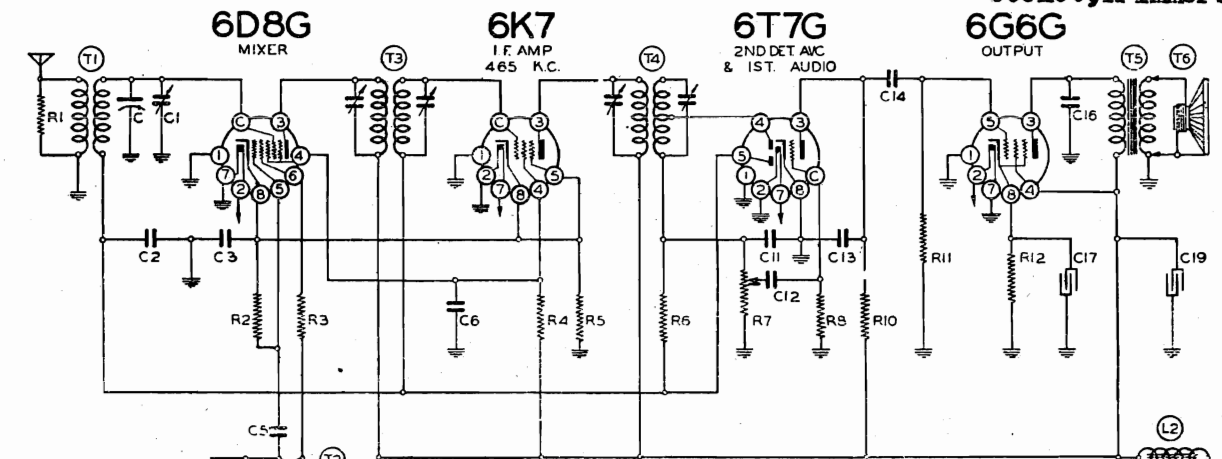 6D8G
MIXER
6K7
I.F. AMP
465 K.C.
6T7G
2ND DET. AVC
& 1ST. AUDIO
6G6G
OUTPUT
T1
T3
T4
T5
T6
R1
C
C1
C14
C16
C 3
1 4
7 6
2 8 5
C 3
1 5
2 7 8 4
4 3
5 C
1 2 7 8
5 3
1
2 7 8 4
C2
C3
C11
C13
R11
R12
C17
C19
C12
R2
R3
C6
R4
R5
R6
R7
R8
R10
C5
L2
T2